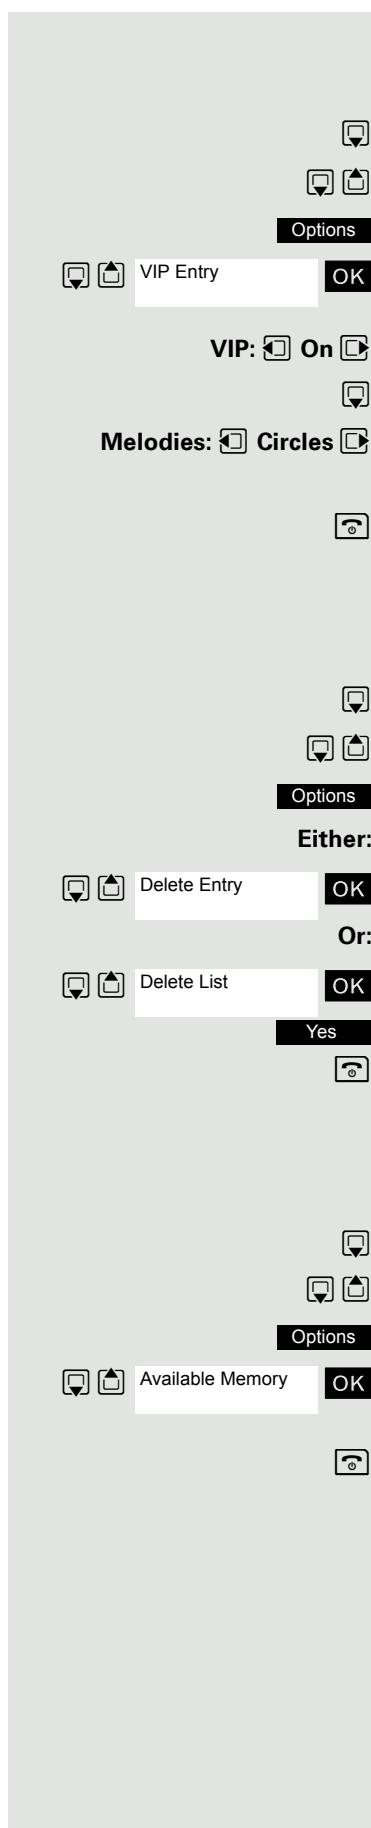 Options
VIP Entry OK
VIP: On
Melodies: Circles
Options
Either:
Delete Entry OK
Or:
Delete List OK
Yes
Options
Available Memory OK